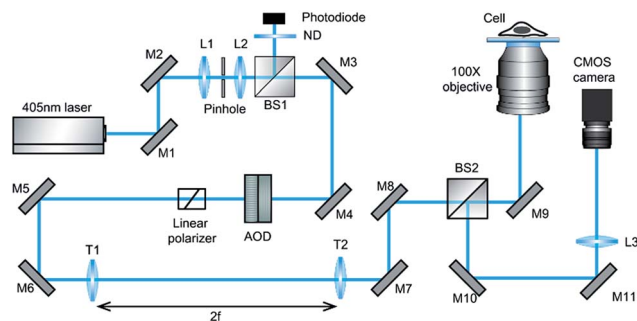 Photodiode
ND
Cell
CMOS
camera
L1
L2
M2
M3
BS1
Pinhole
100X
objective
405nm laser
M1
M5
M8
BS2
M4
M9
Linear
polarizer
AOD
T1
T2
L3
M6
M7
M10
M11
2f